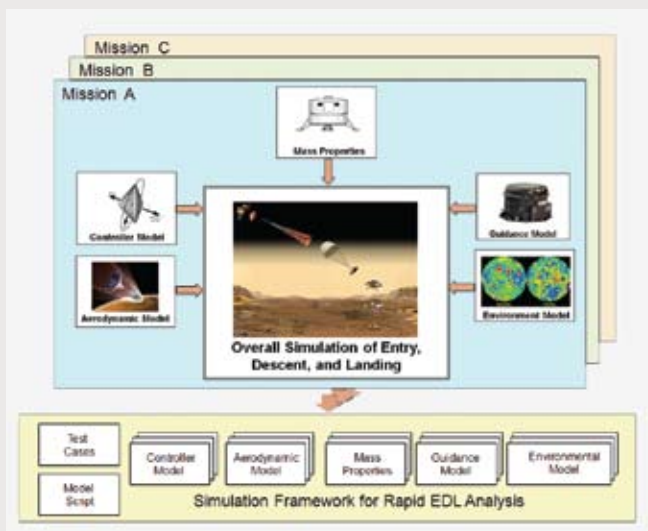 Mission C
Mission B
Mission A
Mass Properties
Controller Model
Guidance Model
Aerodynamic Model
Environment Model
Overall Simulation of Entry,
Descent, and Landing
Test
Cases
Model
Script
Controller
Model
Aerodynamic
Model
Mass
Properties
Guidance
Model
Environmental
Model
Simulation Framework for Rapid EDL Analysis